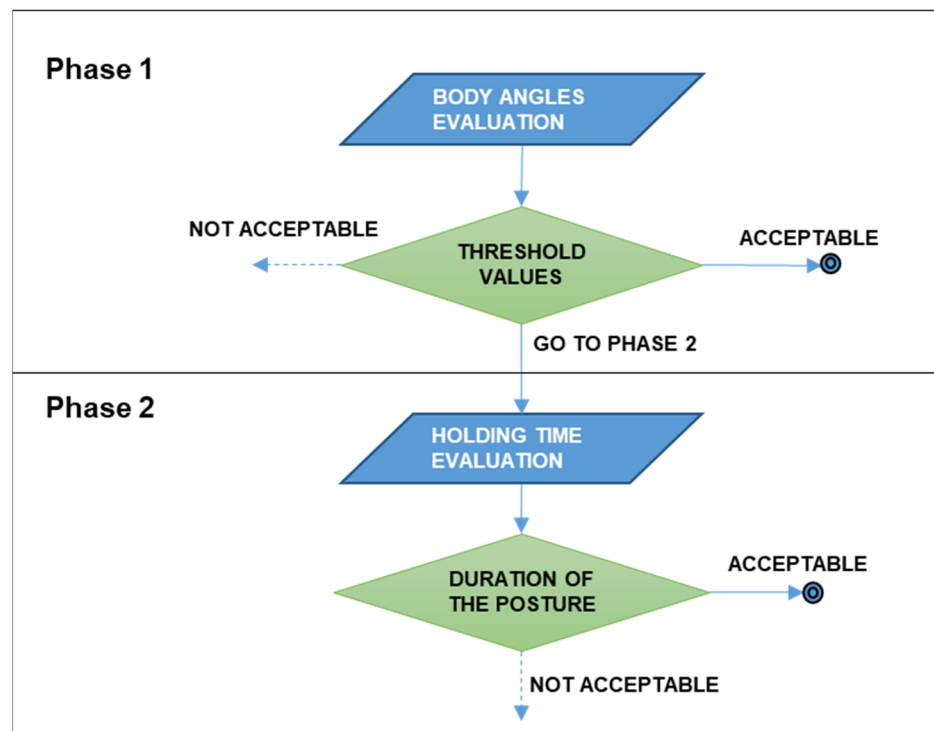 Phase 1
BODY ANGLES
EVALUATION
NOT ACCEPTABLE
THRESHOLD
VALUES
ACCEPTABLE
GO TO PHASE 2
Phase 2
HOLDING TIME
EVALUATION
DURATION OF
THE POSTURE
ACCEPTABLE
NOT ACCEPTABLE